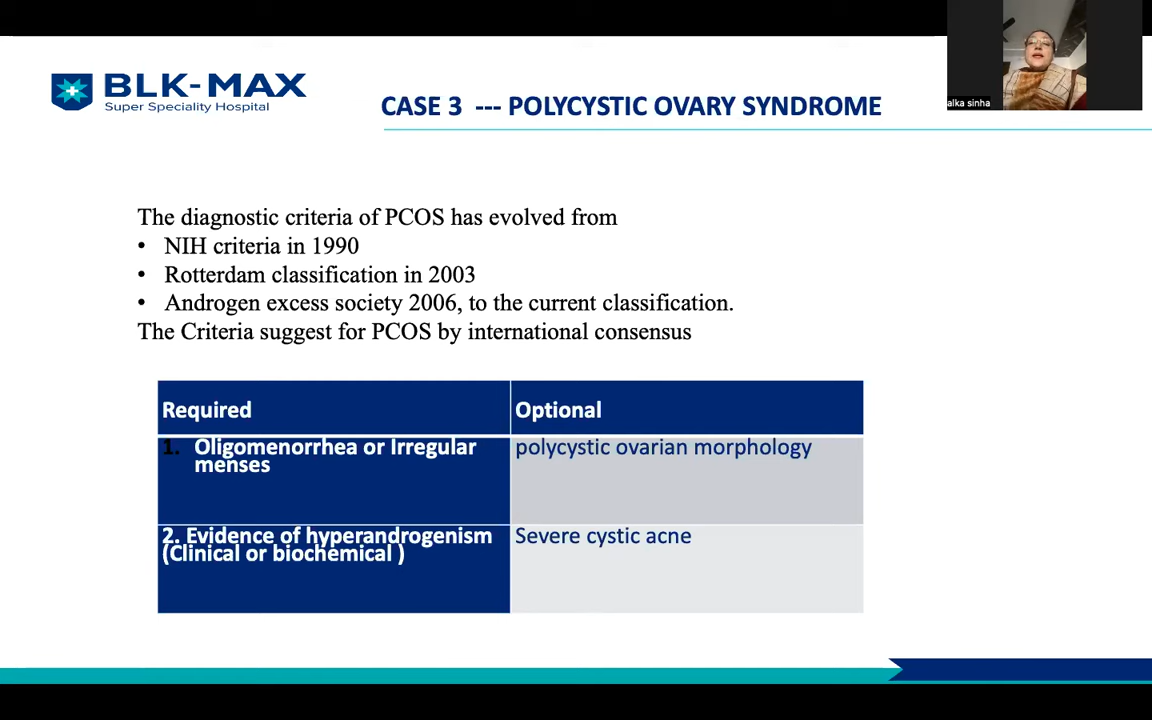 BLK-MAX
Super Speciality Hospital
CASE 3 --- POLYCYSTIC OVARY SYNDROME
alka sinha
The diagnostic criteria of PCOS has evolved from
• NIH criteria in 1990
• Rotterdam classification in 2003
• Androgen excess society 2006, to the current classification.
The Criteria suggest for PCOS by international consensus
Required
Optional
1. Oligomenorrhea or Irregular
menses
polycystic ovarian morphology
2. Evidence of hyperandrogenism
(Clinical or biochemical )
Severe cystic acne